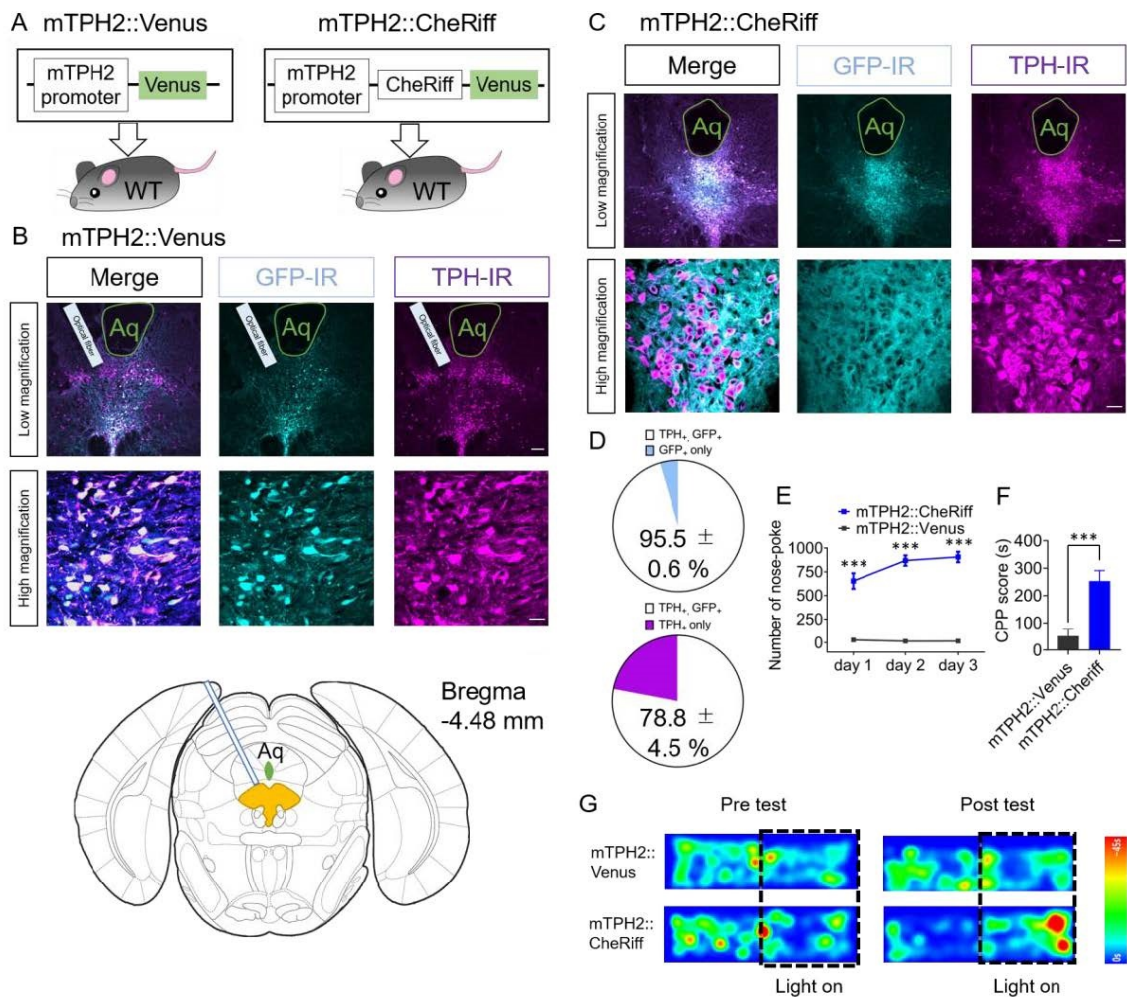 A
mTPH2::Venus
mTPH2::CheRiff
mTPH2
promoter
Venus
mTPH2
promoter
CheRiff
Venus
WT
WT
B
mTPH2::Venus
Merge
GFP-IR
TPH-IR
Low magnification
Optical fiber
Aq
Optical fiber
Aq
Optical fiber
Aq
High magnification
Bregma
-4.48 mm
Aq
C
mTPH2::CheRiff
Merge
GFP-IR
TPH-IR
Low magnification
Aq
Aq
Aq
High magnification
D
TPH+, GFP+
GFP+ only
95.5 ±
0.6 %
TPH+, GFP+
TPH+ only
78.8 ±
4.5 %
E
mTPH2::CheRiff
mTPH2::Venus
Number of nose-poke
1000
750
500
250
0
***
***
***
day 1
day 2
day 3
F
CPP score (s)
400
300
200
100
0
***
mTPH2::Venus
mTPH2::Cheriff
G
Pre test
Post test
mTPH2::
Venus
mTPH2::
CheRiff
Light on
Light on
~45s
0s